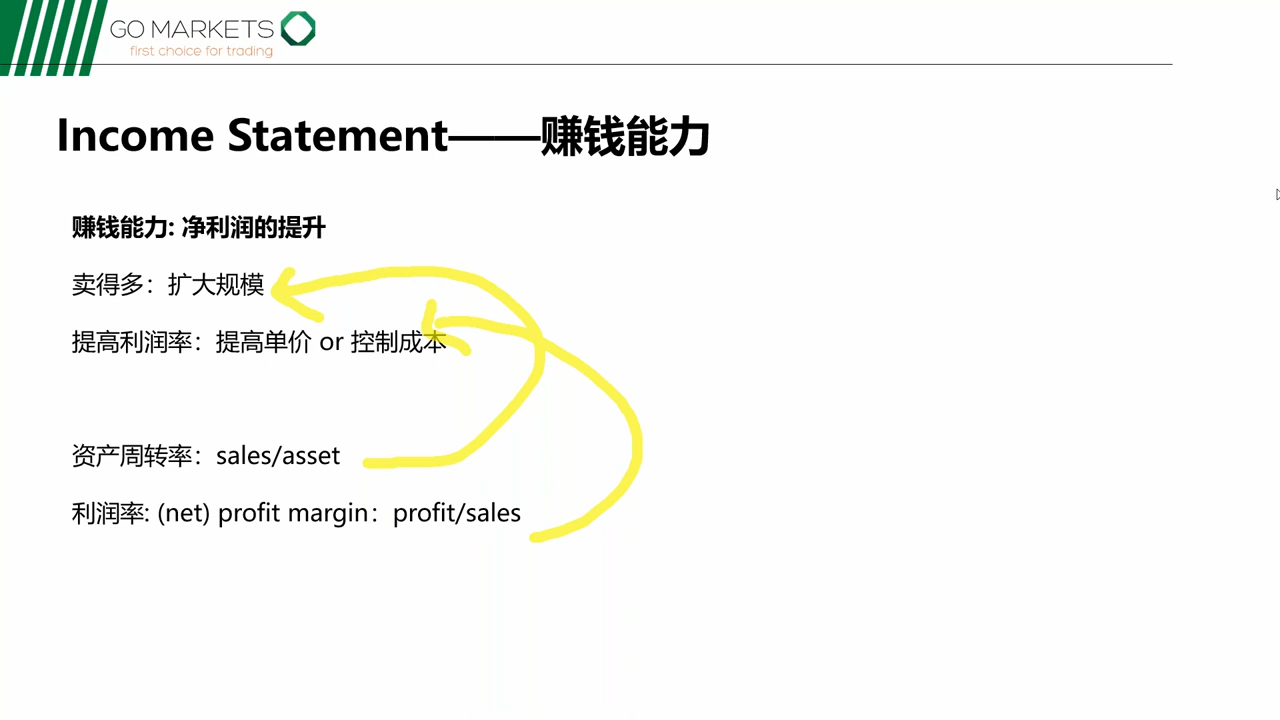 GO MARKETS
first choice for trading
Income Statement——赚钱能力
赚钱能力: 净利润的提升
卖得多：扩大规模
提高利润率：提高单价 or 控制成本
资产周转率：sales/asset
利润率: (net) profit margin：profit/sales